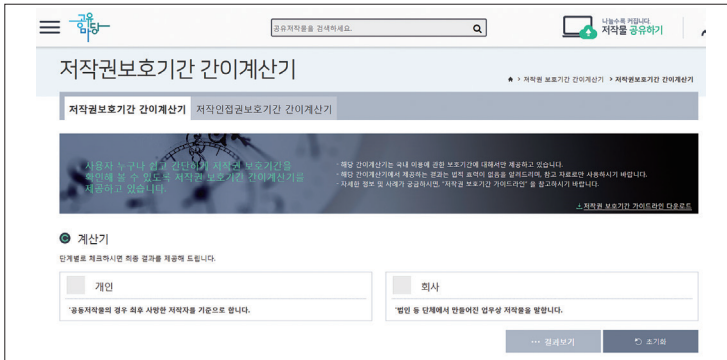 공유마당
공유저작물을 검색하세요.
나눌수록 커집니다.
저작물 공유하기
저작권보호기간 간이계산기
> 저작권 보호기간 간이계산기 > 저작권보호기간 간이계산기
저작권보호기간 간이계산기 저작인접권보호기간 간이계산기
사용자 누구나 쉽고 간단하게 저작권 보호기간을
확인해 볼 수 있도록 저작권 보호기간 간이계산기를
제공하고 있습니다.
- 해당 간이계산기는 국내 이용에 관한 보호기간에 대해서만 제공하고 있습니다.
- 해당 간이계산기에서 제공하는 결과는 법적 효력이 없음을 알려드리며, 참고 자료로만 사용하시기 바랍니다.
- 자세한 정보 및 사례가 궁금하시면, "저작권 보호기간 가이드라인" 을 참고하시기 바랍니다.
저작권 보호기간 가이드라인 다운로드
계산기
단계별로 체크하시면 최종 결과를 제공해 드립니다.
개인
*공동저작물의 경우 최후 사망한 저작자를 기준으로 합니다.
회사
*법인 등 단체에서 만들어진 업무상 저작물을 말합니다.
··· 결과보기
초기화